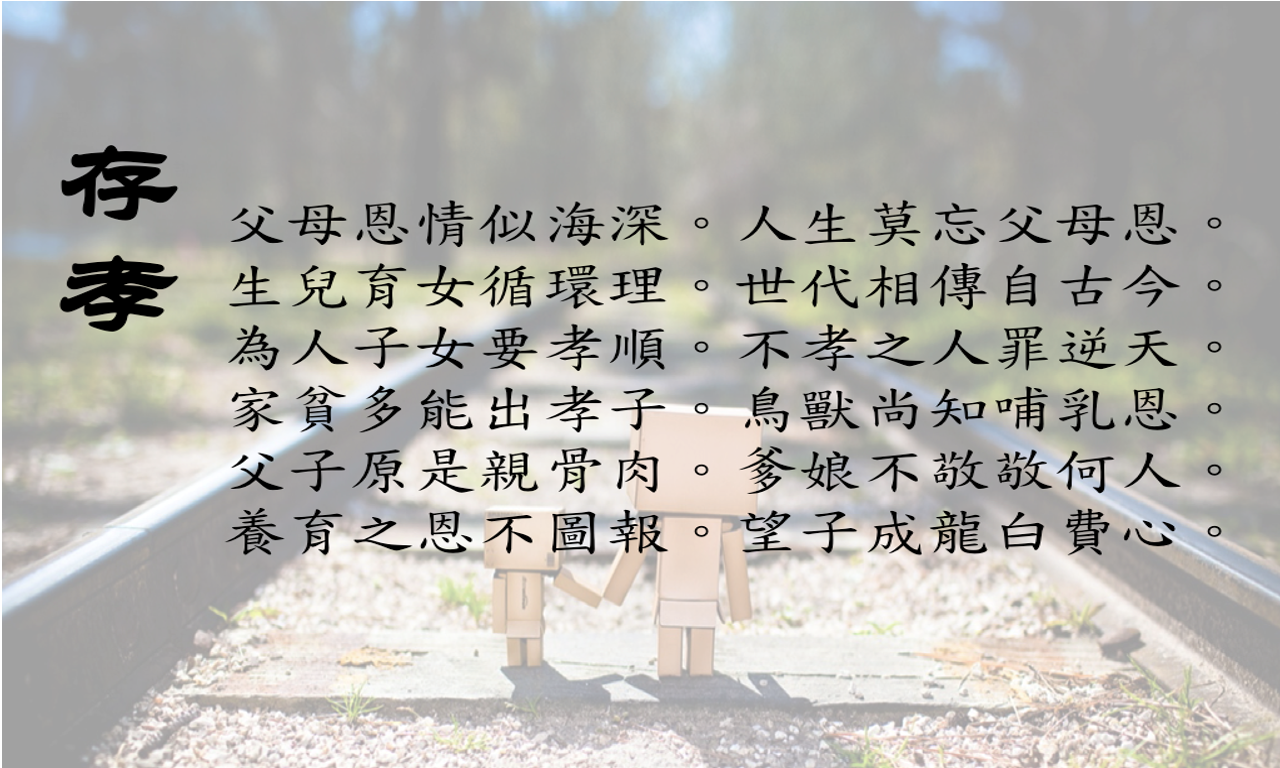 存孝
父母恩情似海深。人生莫忘父母恩。
生兒育女循環理。世代相傳自古今。
為人子女要孝順。不孝之人罪逆天。
家貧多能出孝子。鳥獸尚知哺乳恩。
父子原是親骨肉。爹娘不敬敬何人。
養育之恩不圖報。望子成龍白費心。